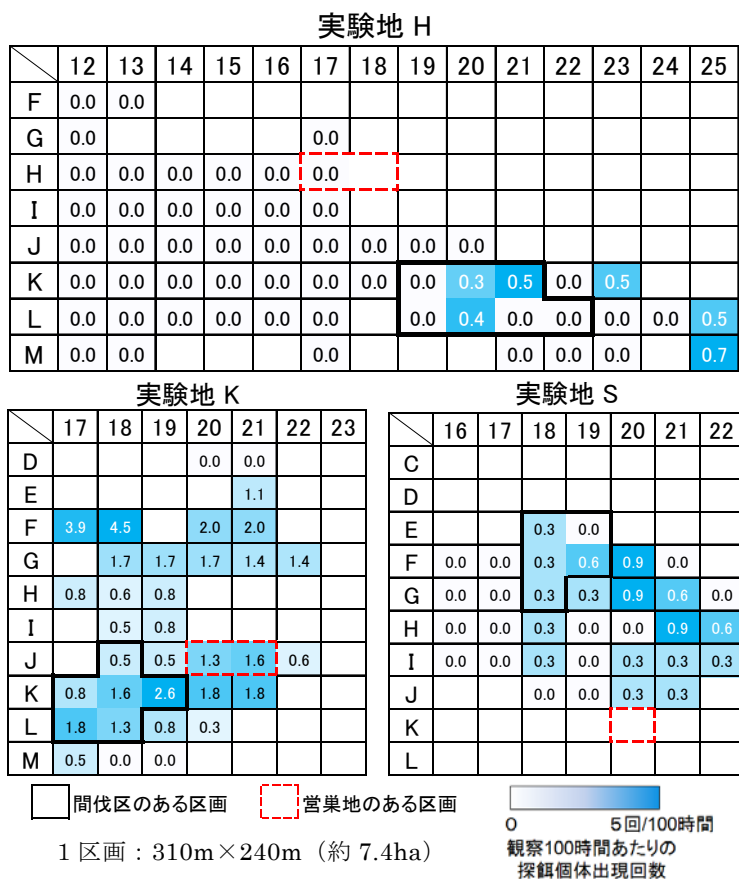 実験地 H
12 13 14 15 16 17 18 19 20 21 22 23 24 25
F 0.0 0.0
G 0.0 0.0
H 0.0 0.0 0.0 0.0 0.0 0.0
I 0.0 0.0 0.0 0.0 0.0 0.0
J 0.0 0.0 0.0 0.0 0.0 0.0 0.0 0.0 0.0
K 0.0 0.0 0.0 0.0 0.0 0.0 0.0 0.0 0.3 0.5 0.0 0.5
L 0.0 0.0 0.0 0.0 0.0 0.0 0.0 0.4 0.0 0.0 0.0 0.0 0.5
M 0.0 0.0 0.0 0.0 0.0 0.0 0.7
実験地 K
17 18 19 20 21 22 23
D 0.0 0.0
E 1.1
F 3.9 4.5 2.0 2.0
G 1.7 1.7 1.7 1.4 1.4
H 0.8 0.6 0.8
I 0.5 0.8
J 0.5 0.5 1.3 1.6 0.6
K 0.8 1.6 2.6 1.8 1.8
L 1.8 1.3 0.8 0.3
M 0.5 0.0 0.0
実験地 S
16 17 18 19 20 21 22
C
D
E 0.3 0.0
F 0.0 0.0 0.3 0.6 0.9 0.0
G 0.0 0.0 0.3 0.3 0.9 0.6 0.0
H 0.0 0.0 0.3 0.0 0.0 0.9 0.6
I 0.0 0.0 0.3 0.0 0.3 0.3 0.3
J 0.0 0.0 0.3 0.3
K
L
間伐区のある区画 営巣地のある区画
1 区画：310m×240m（約 7.4ha）
0 5回/100時間
観察100時間あたりの
探餌個体出現回数